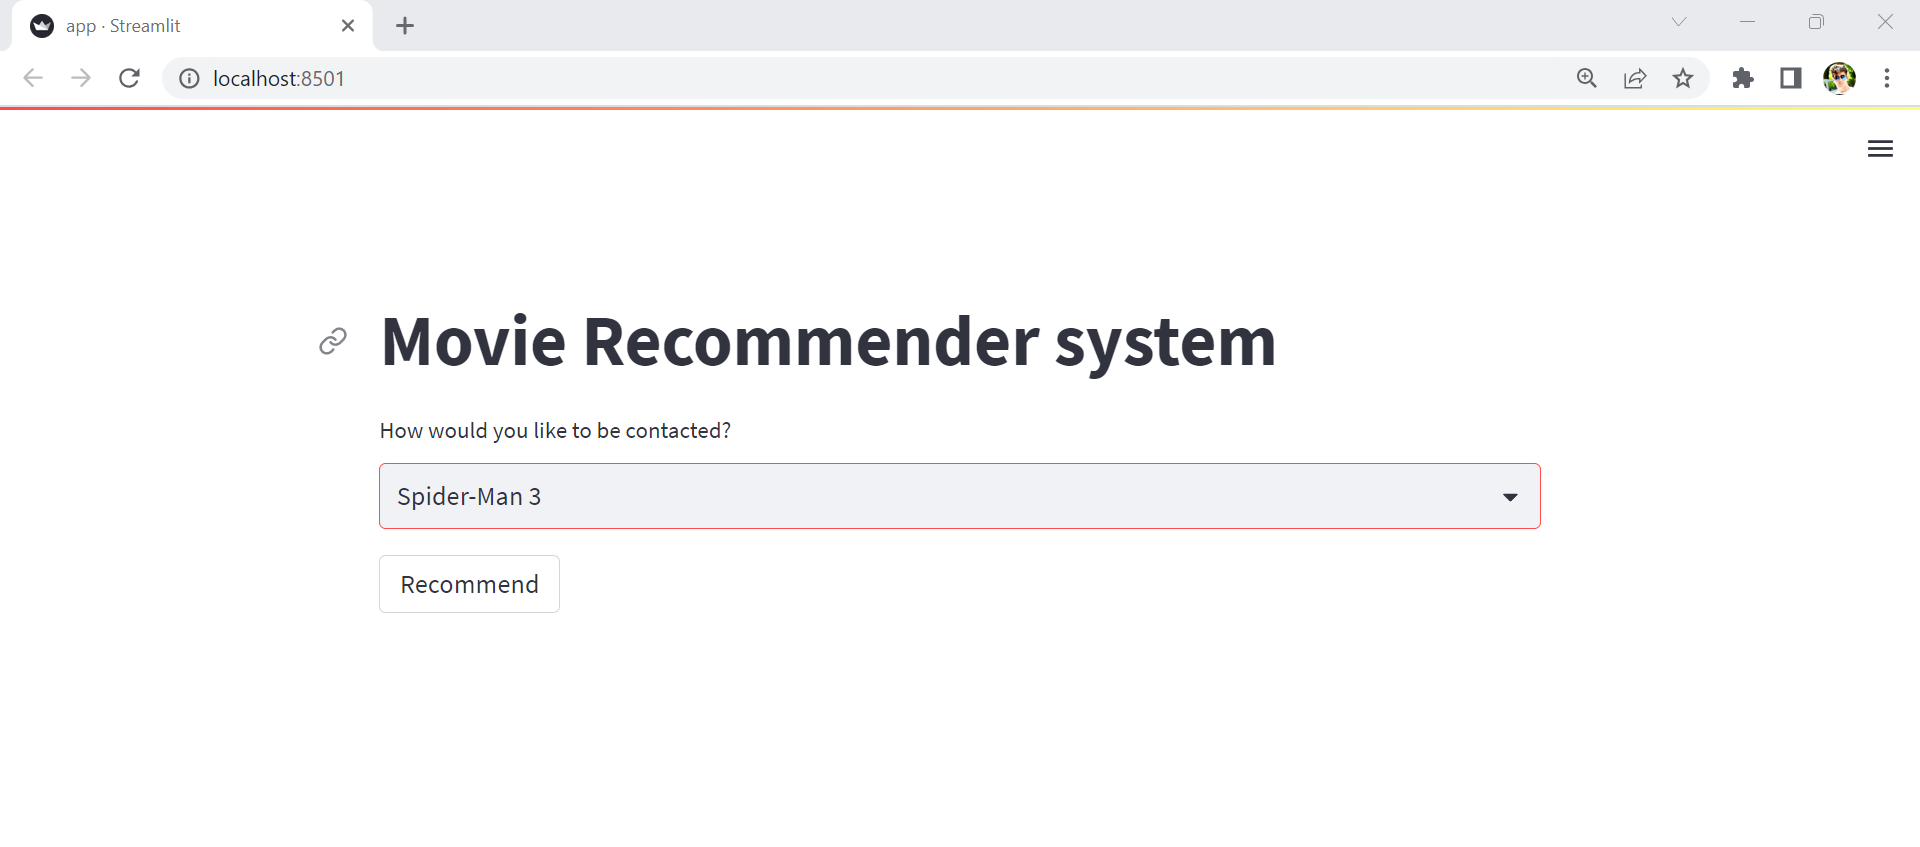 app · Streamlit
localhost:8501
Movie Recommender system
How would you like to be contacted?
Spider-Man 3
Recommend